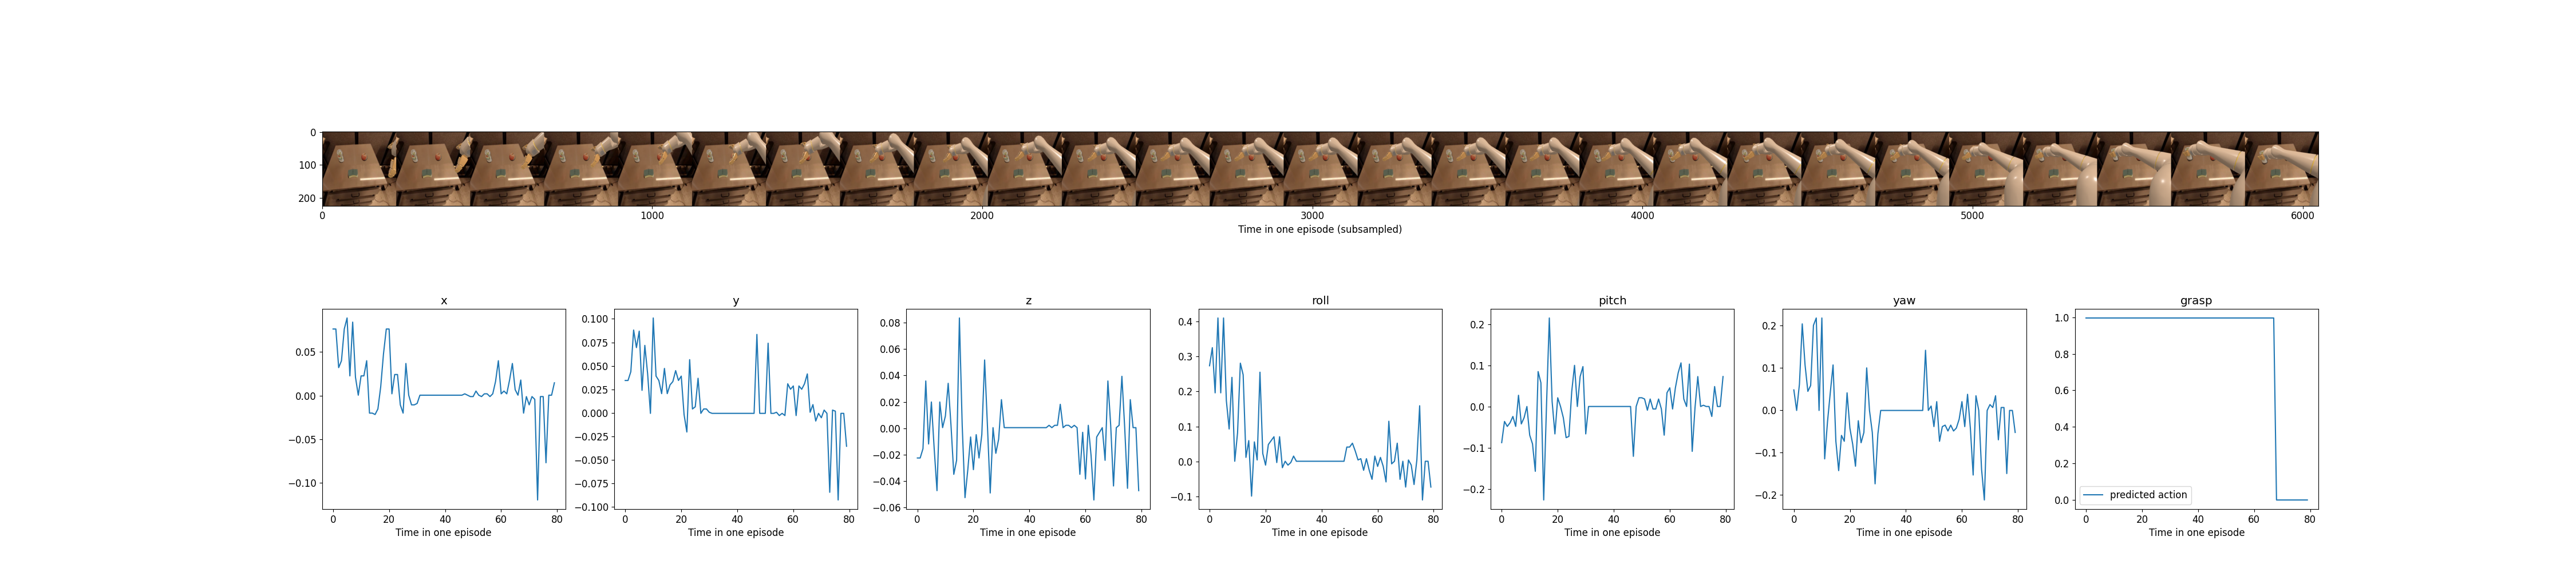 0
100
200
0 1000 2000 3000 4000 5000 6000
Time in one episode (subsampled)
x
0.05
0.00
−0.05
−0.10
0 20 40 60 80
Time in one episode
y
0.100
0.075
0.050
0.025
0.000
−0.025
−0.050
−0.075
−0.100
0 20 40 60 80
Time in one episode
z
0.08
0.06
0.04
0.02
0.00
−0.02
−0.04
−0.06
0 20 40 60 80
Time in one episode
roll
0.4
0.3
0.2
0.1
0.0
−0.1
0 20 40 60 80
Time in one episode
pitch
0.2
0.1
0.0
−0.1
−0.2
0 20 40 60 80
Time in one episode
yaw
0.2
0.1
0.0
−0.1
−0.2
0 20 40 60 80
Time in one episode
grasp
1.0
0.8
0.6
0.4
0.2
0.0
predicted action
0 20 40 60 80
Time in one episode